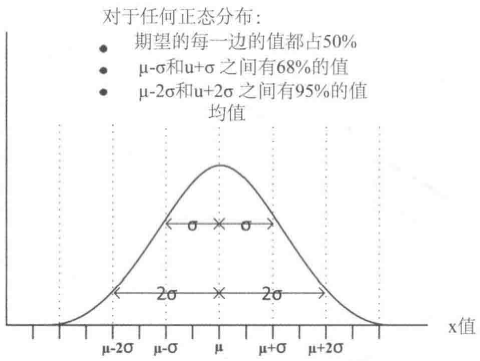 对于任何正态分布:
● 期望的每一边的值都占50%
● μ-σ和u+σ 之间有68%的值
● μ-2σ和u+2σ 之间有95%的值
均值
σ σ
2σ 2σ
x值
μ-2σ μ-σ μ μ+σ μ+2σ